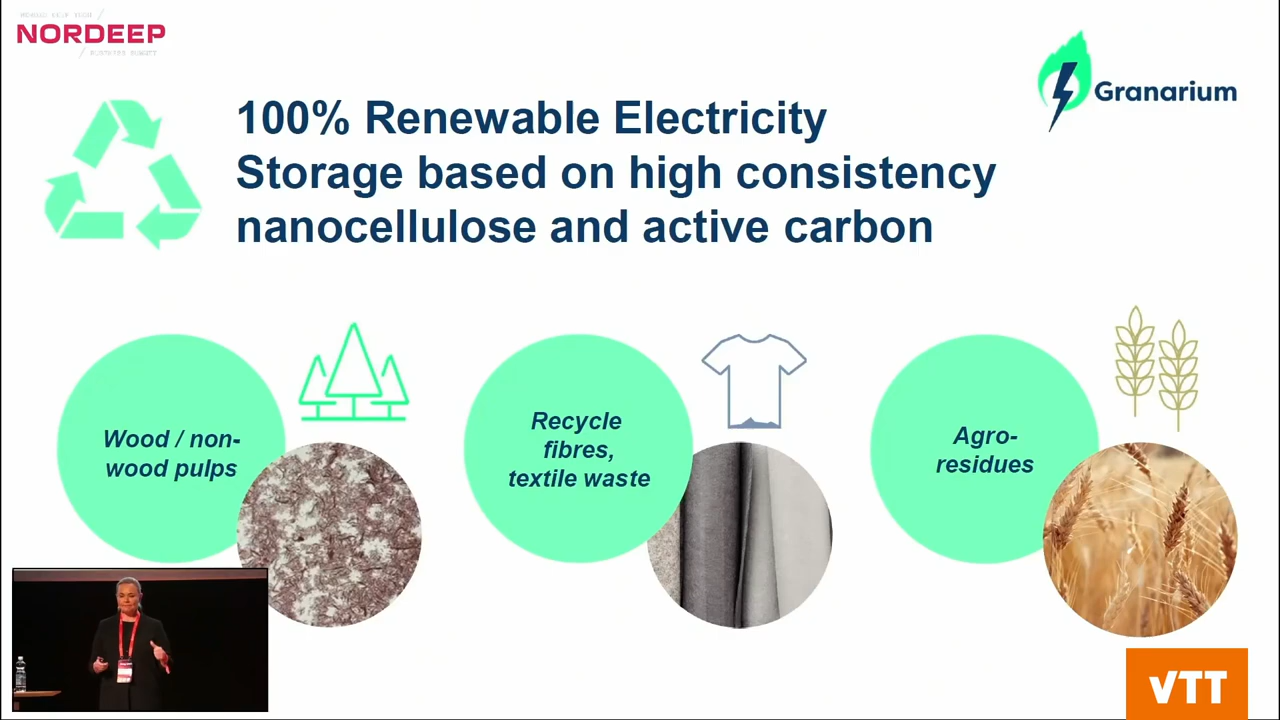 NORDEEP
Granarium
100% Renewable Electricity
Storage based on high consistency
nanocellulose and active carbon
Wood / non-
wood pulps
Recycle
fibres,
textile waste
Agro-
residues
VTT